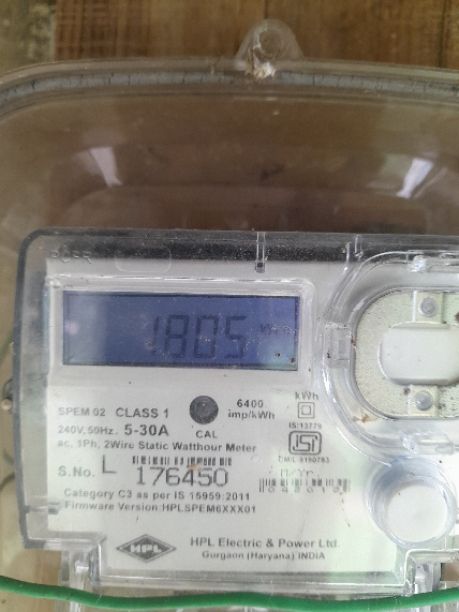 1805
kWh
SPEM 02 CLASS 1
240V, 50Hz. 5-30A
ac, 1Ph, 2Wire Static Watthour Meter
CAL
6400
imp/kWh
kWh
IS:13779
S.No. L 176450
Category C3 as per IS 15959:2011
Firmware Version:HPLSPEM6XXX01
HPL
HPL Electric & Power Ltd.
Gurgaon (Haryana) INDIA